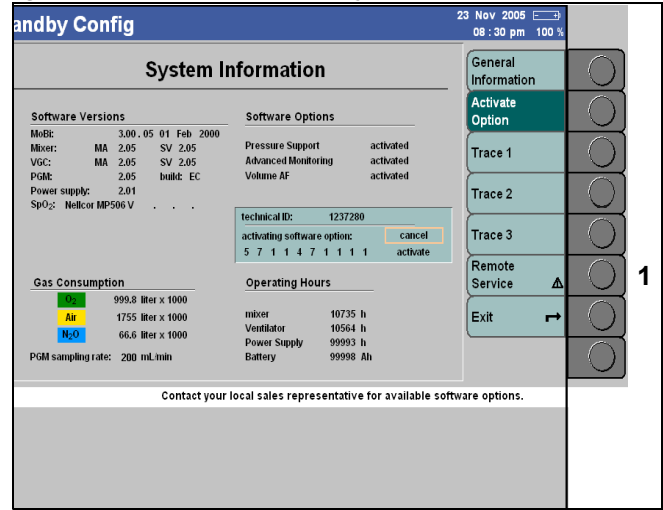 andby Config
23 Nov 2005
08:30 pm 100 %
System Information
Software Versions
MoBi: 3.00.05 01 Feb 2000
Mixer: MA 2.05 SV 2.05
VGC: MA 2.05 SV 2.05
PGM: 2.05 build: EC
Power supply: 2.01
SpO2: Nellcor MP506 V . . .
Software Options
Pressure Support activated
Advanced Monitoring activated
Volume AF activated
technical ID: 1237280
activating software option: cancel
5 7 1 1 4 7 1 1 1 1 activate
Gas Consumption
O2 999.8 liter x 1000
Air 1755 liter x 1000
N2O 66.6 liter x 1000
PGM sampling rate: 200 mL/min
Operating Hours
mixer 10735 h
Ventilator 10564 h
Power Supply 99993 h
Battery 99998 Ah
Contact your local sales representative for available software options.
General
Information
Activate
Option
Trace 1
Trace 2
Trace 3
Remote
Service
Exit
1